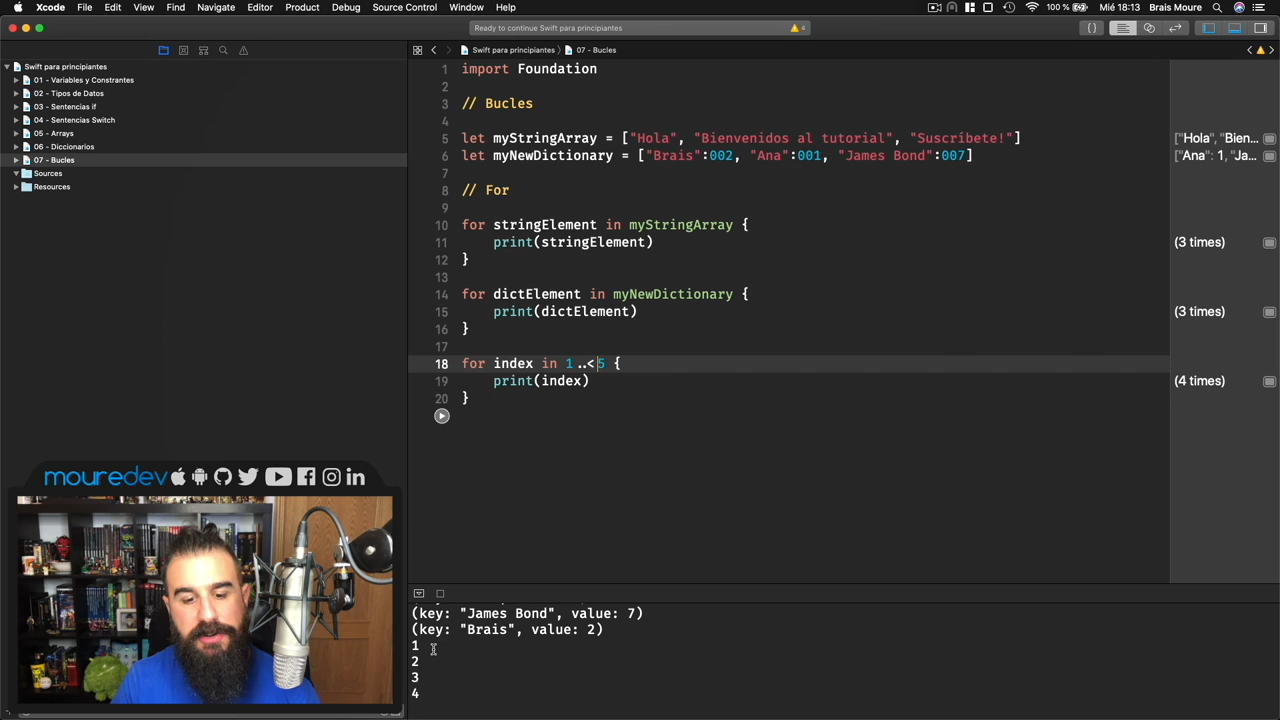 Xcode File Edit View Find Navigate Editor Product Debug Source Control Window Help 100 % Mié 18:13 Brais Moure
Ready to continue Swift para principiantes 4
Swift para principiantes 07 - Bucles
Swift para principiantes
01 - Variables y Constrantes
02 - Tipos de Datos
03 - Sentencias if
04 - Sentencias Switch
05 - Arrays
06 - Diccionarios
07 - Bucles
Sources
Resources
1 import Foundation
2
3 // Bucles
4
5 let myStringArray = ["Hola", "Bienvenidos al tutorial", "Suscríbete!"]
6 let myNewDictionary = ["Brais":002, "Ana":001, "James Bond":007]
7
8 // For
9
10 for stringElement in myStringArray {
11 print(stringElement)
12 }
13
14 for dictElement in myNewDictionary {
15 print(dictElement)
16 }
17
18 for index in 1..<5 {
19 print(index)
20 }
["Hola", "Bien...
["Ana": 1, "Ja...
(3 times)
(3 times)
(4 times)
mouredev
(key: "James Bond", value: 7)
(key: "Brais", value: 2)
1
2
3
4